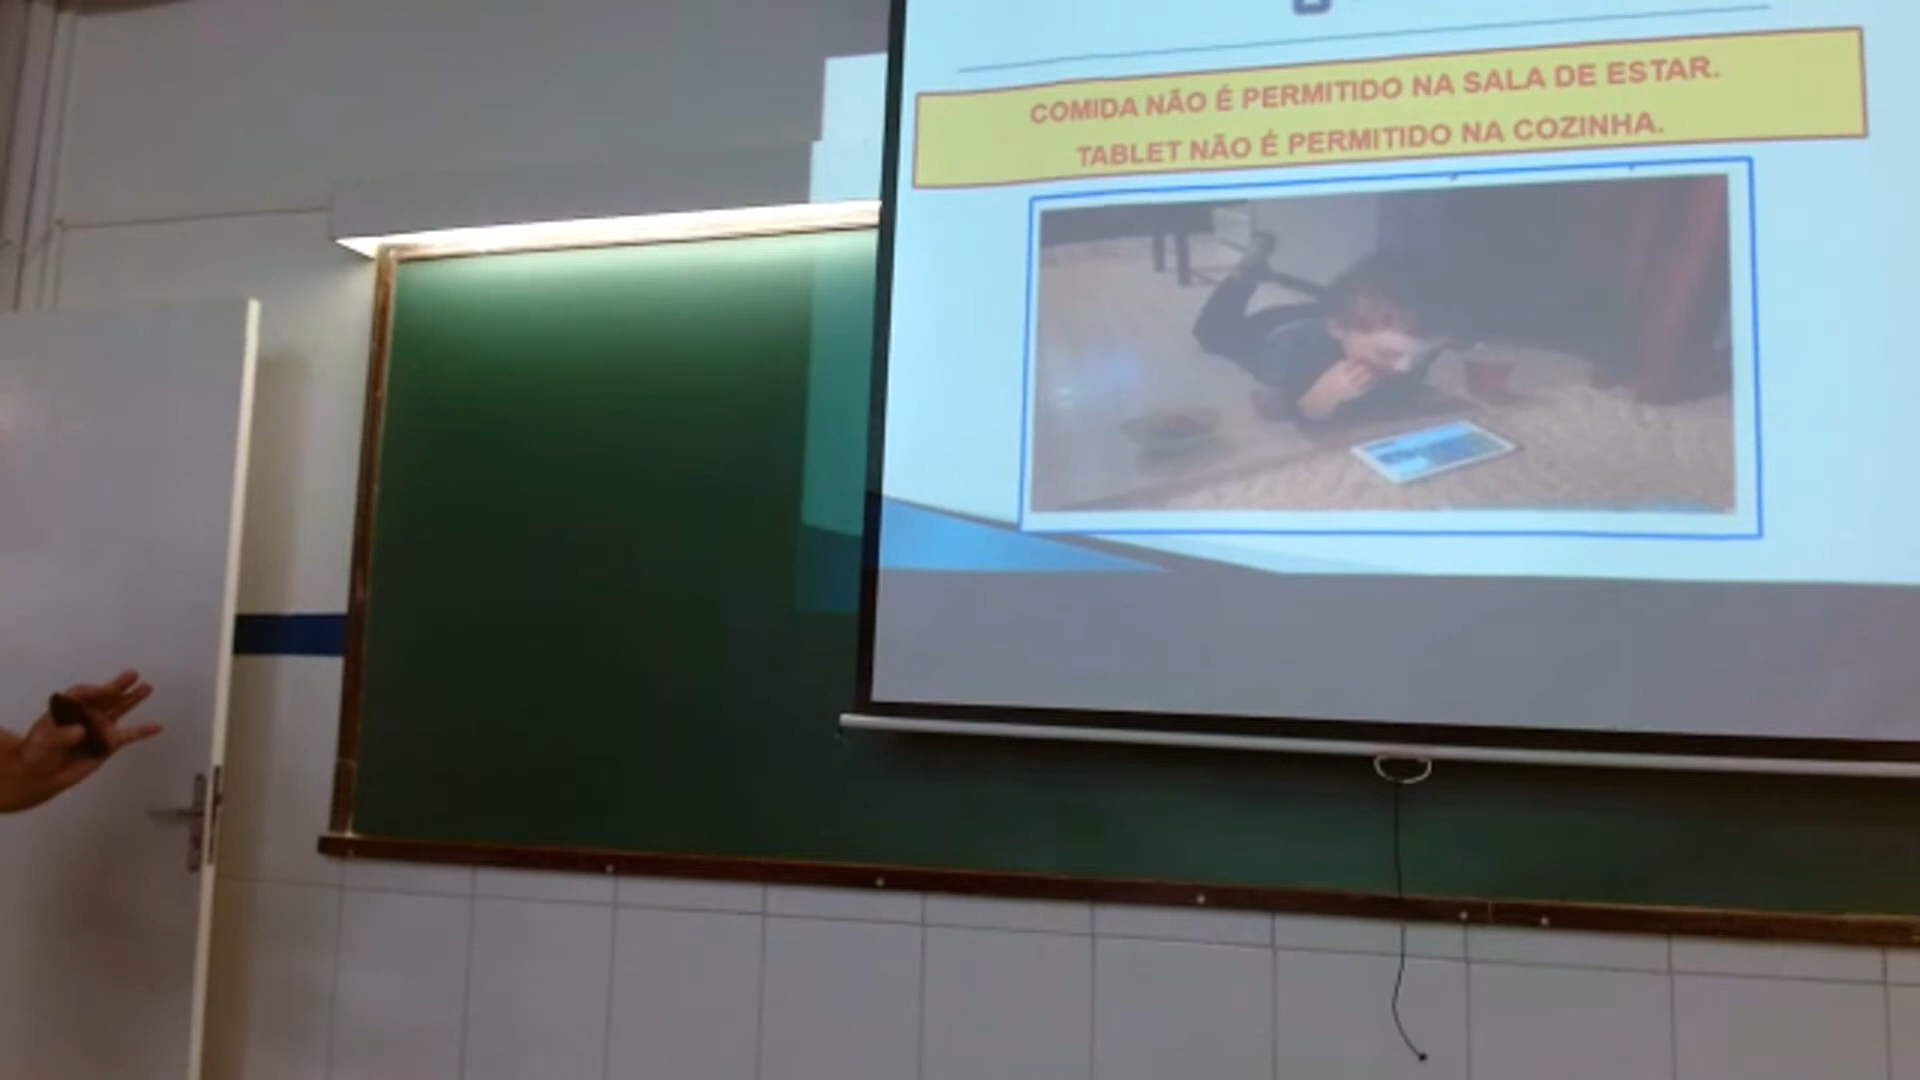 COMIDA NÃO É PERMITIDO NA SALA DE ESTAR.
TABLET NÃO É PERMITIDO NA COZINHA.